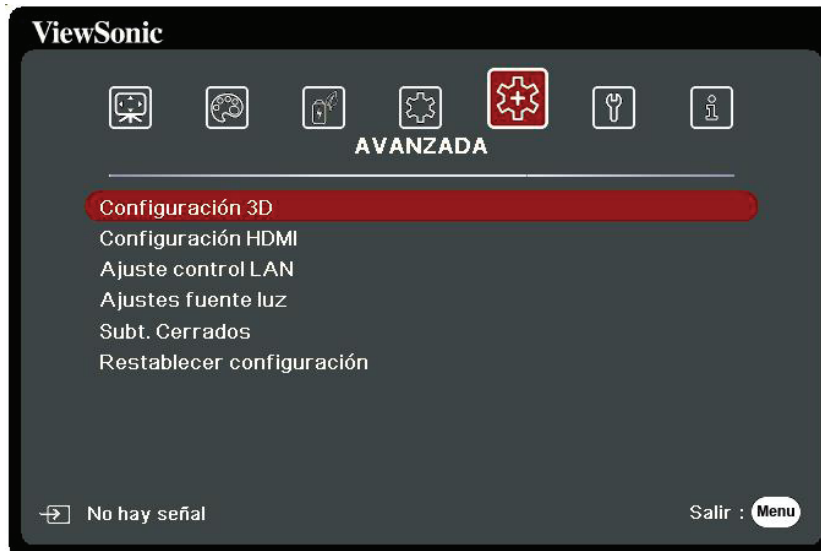 ViewSonic
AVANZADA
Configuración 3D
Configuración HDMI
Ajuste control LAN
Ajustes fuente luz
Subt. Cerrados
Restablecer configuración
No hay señal
Salir : Menu